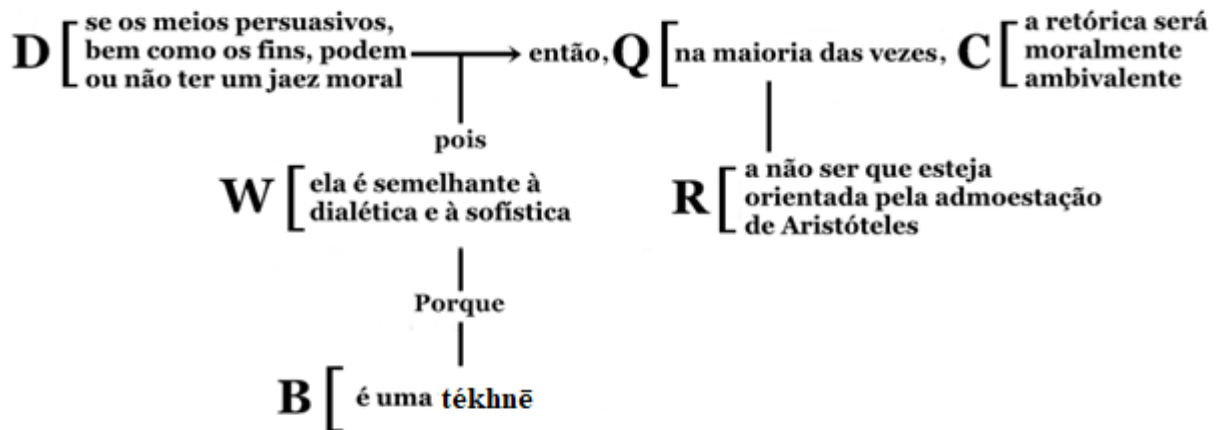 D se os meios persuasivos,
bem como os fins, podem
ou não ter um jaez moral
então, Q na maioria das vezes, C a retórica será
moralmente
ambivalente
pois
W ela é semelhante à
dialética e à sofística
R a não ser que esteja
orientada pela admoestação
de Aristóteles
Porque
B é uma tékhnē